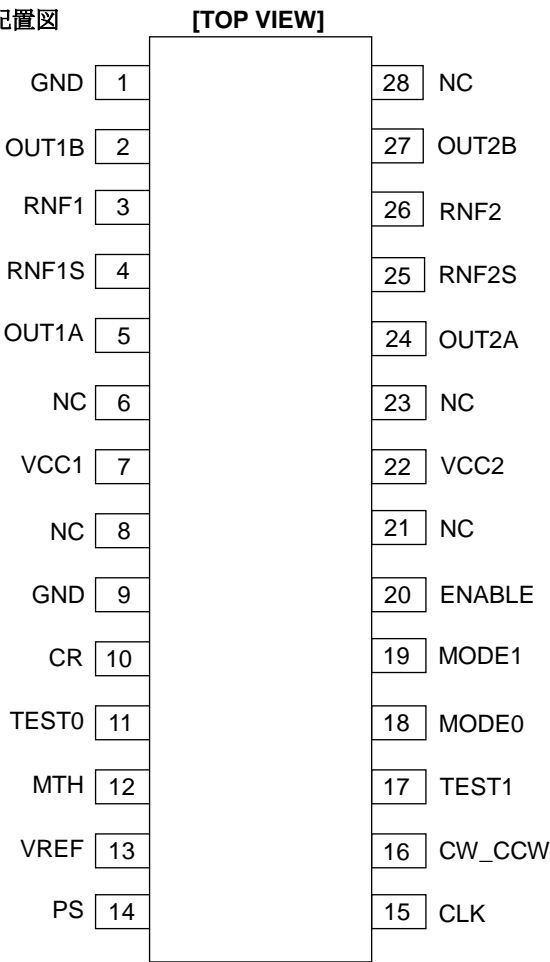 配置図 [TOP VIEW]
GND 1 28 NC
OUT1B 2 27 OUT2B
RNF1 3 26 RNF2
RNF1S 4 25 RNF2S
OUT1A 5 24 OUT2A
NC 6 23 NC
VCC1 7 22 VCC2
NC 8 21 NC
GND 9 20 ENABLE
CR 10 19 MODE1
TEST0 11 18 MODE0
MTH 12 17 TEST1
VREF 13 16 CW_CCW
PS 14 15 CLK